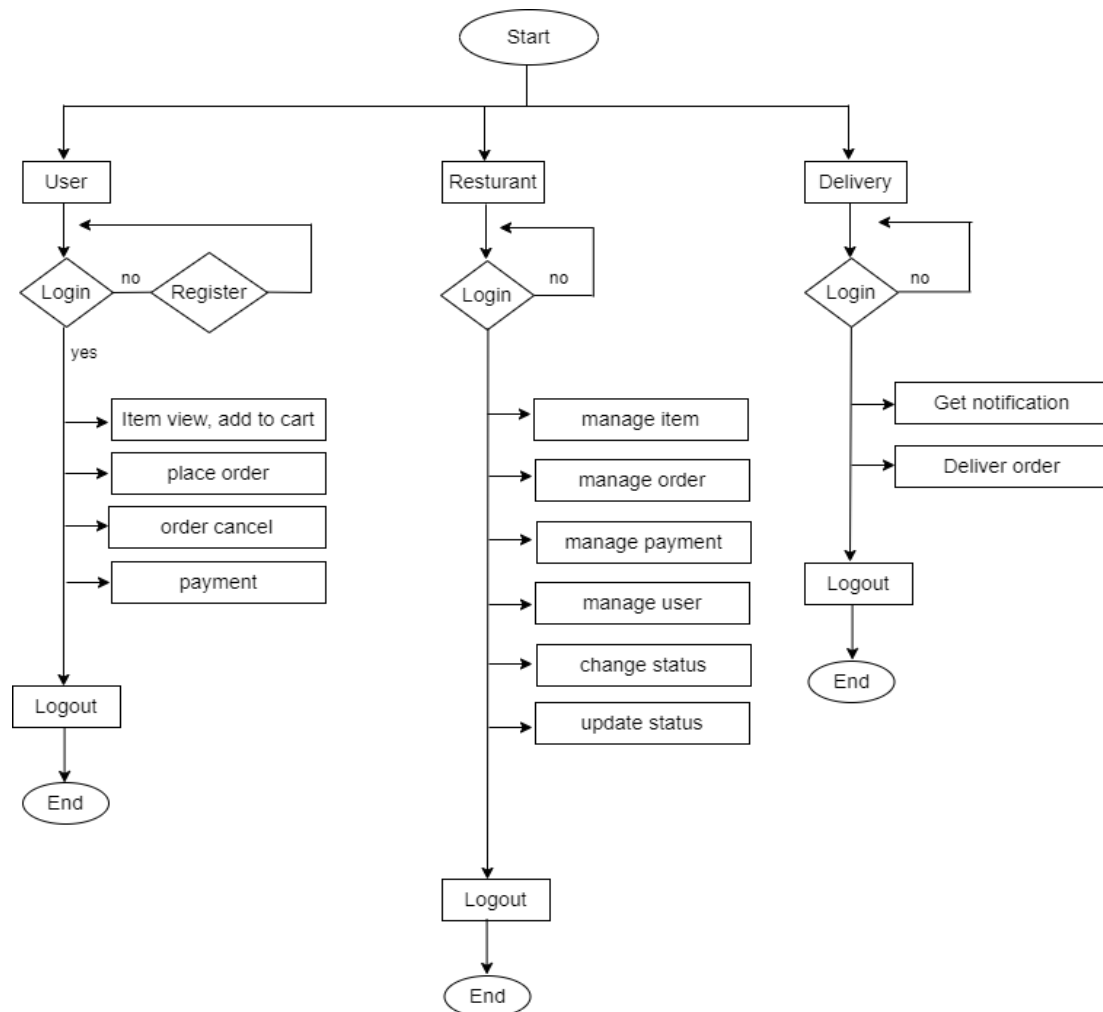 Start
User
Resturant
Delivery
Login
no
Register
Login
no
Login
no
yes
Item view, add to cart
place order
order cancel
payment
Logout
End
manage item
manage order
manage payment
manage user
change status
update status
Logout
End
Get notification
Deliver order
Logout
End